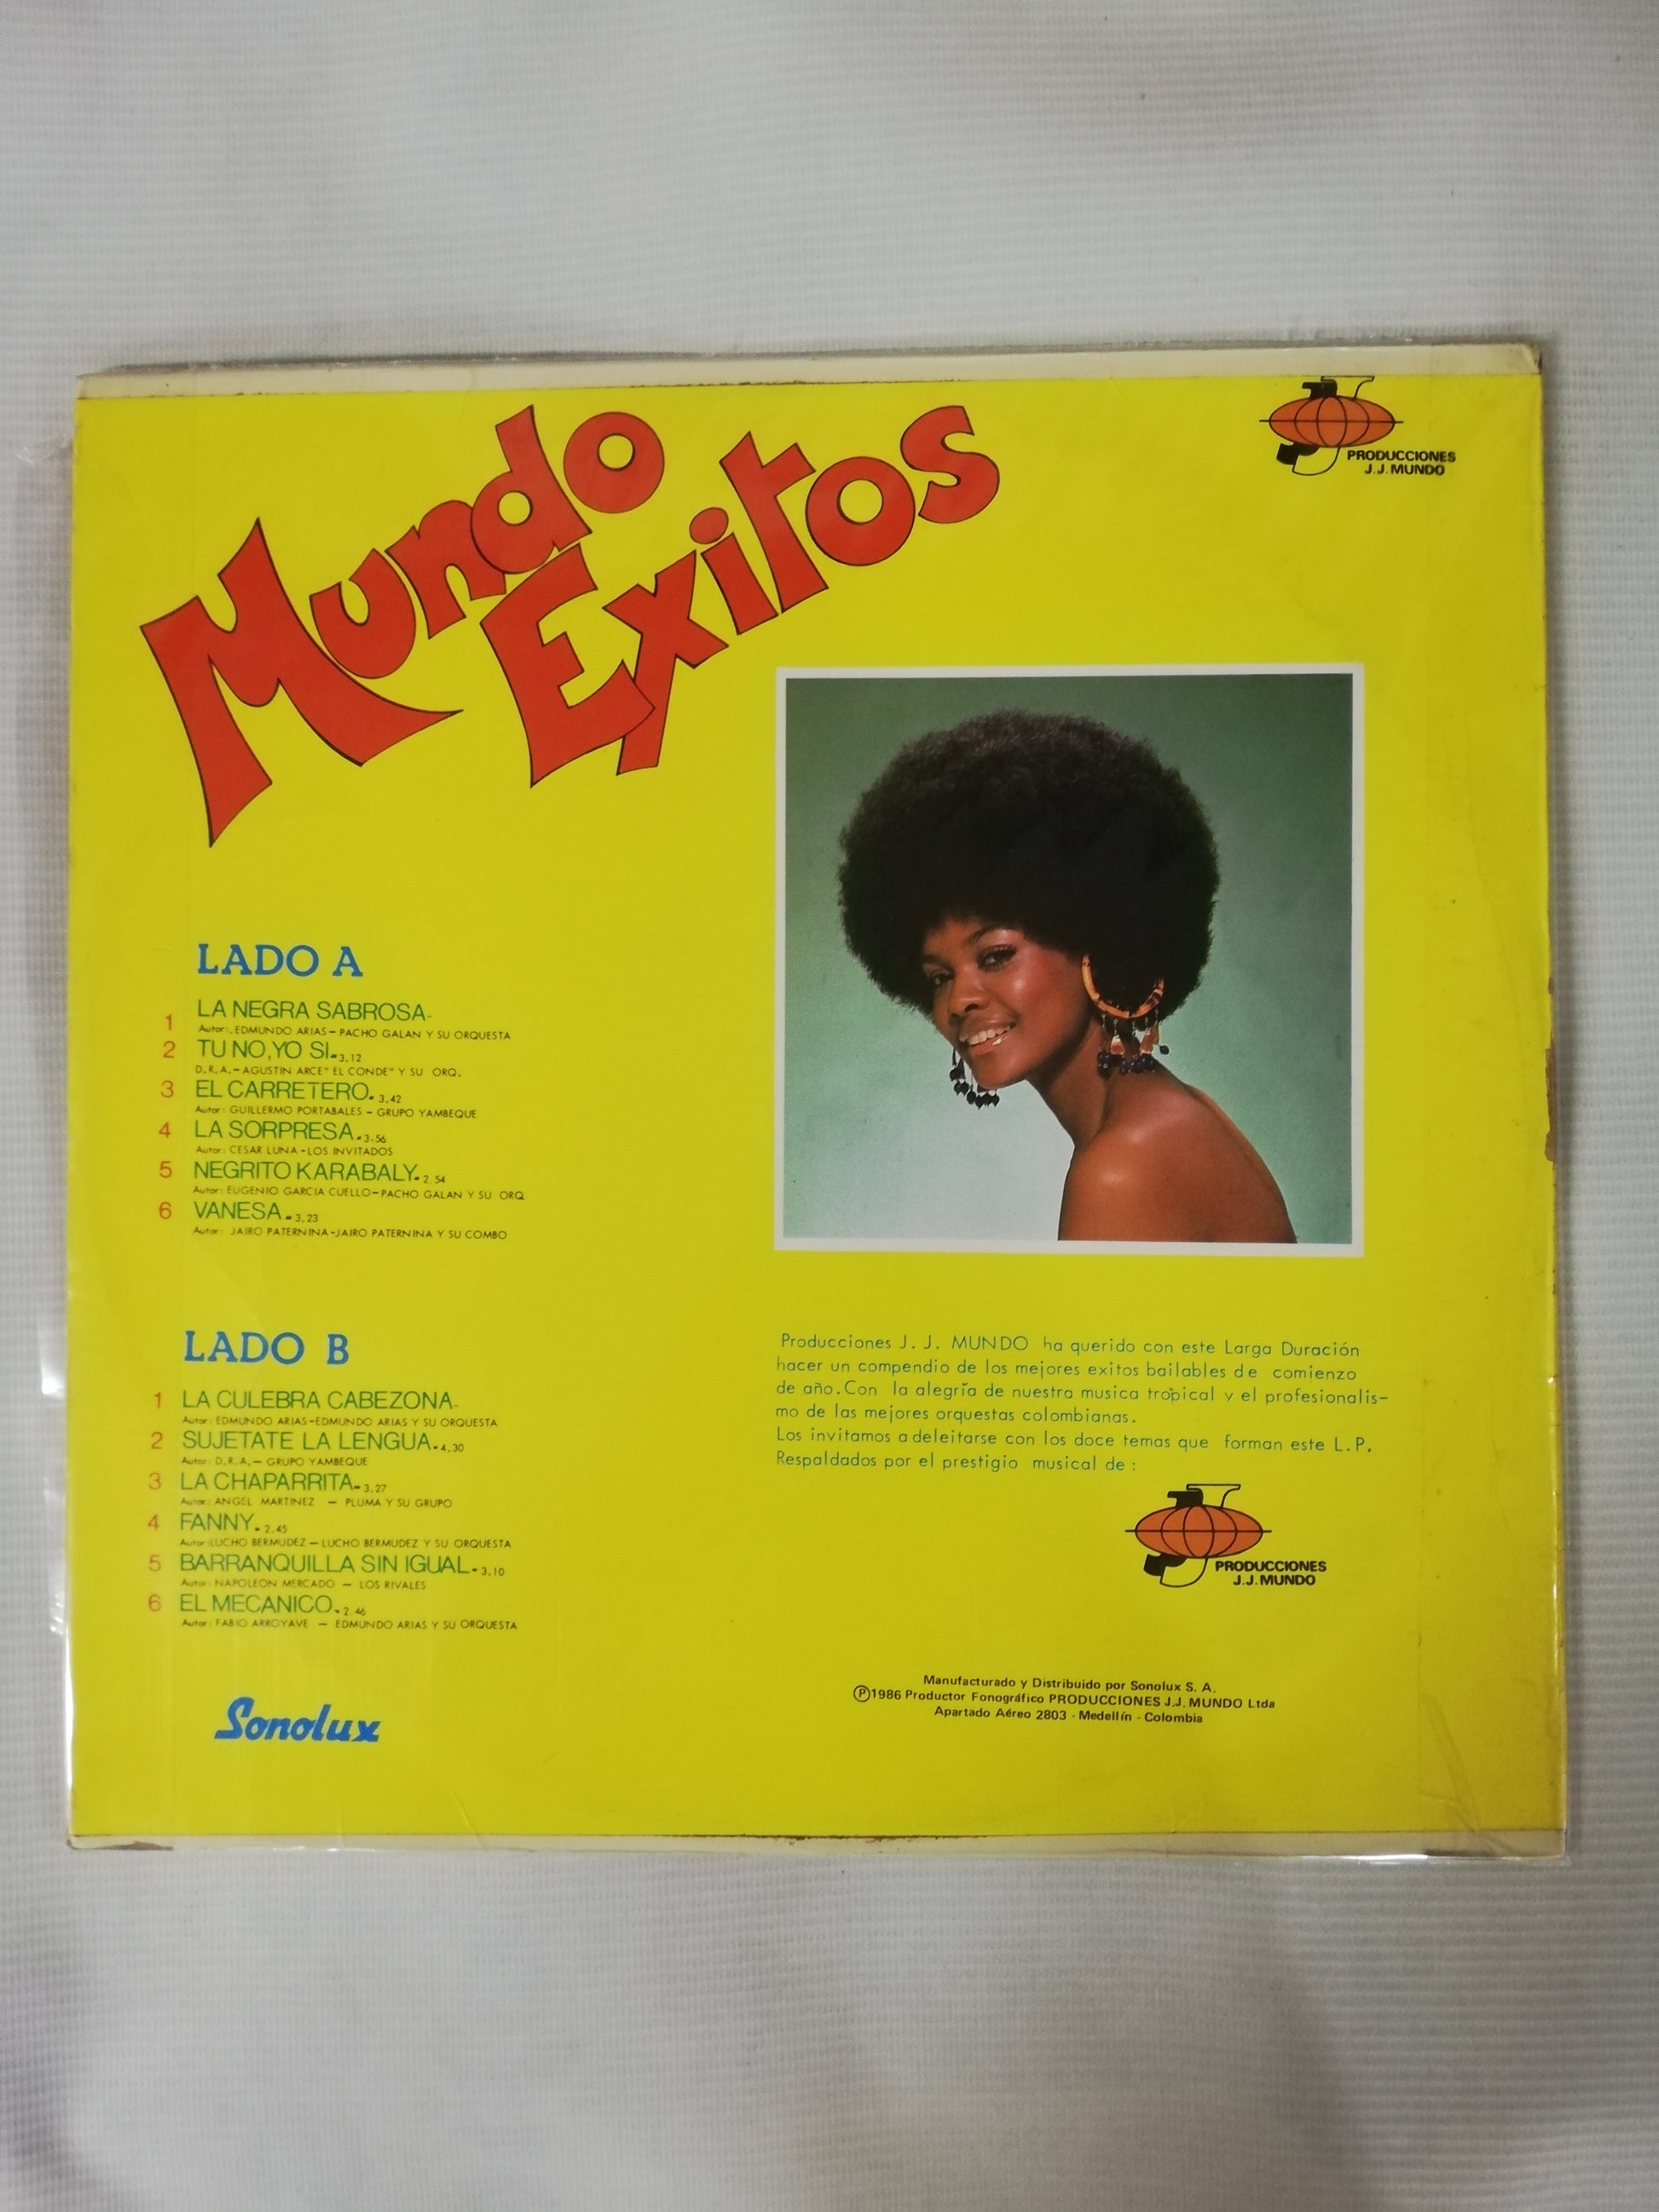 Mundo
Exitos
PRODUCCIONES
J.J. MUNDO
LADO A
1 LA NEGRA SABROSA-
Autor: EDMUNDO ARIAS – PACHO GALAN Y SU ORQUESTA
2 TU NO, YO SI-3.12
D.R.A.-AGUSTIN ARCE" EL CONDE" Y SU ORQ.
3 EL CARRETERO- 3.42
Autor: GUILLERMO PORTABALES – GRUPO YAMBEQUE
4 LA SORPRESA-3-56
Autor: CESAR LUNA -LOS INVITADOS
5 NEGRITO KARABALY-2.54
Autor: EUGENIO GARCIA CUELLO-PACHO GALAN Y SU ORQ
6 VANESA-3.23
Autor: JAIRO PATERNINA-JAIRO PATERNINA Y SU COMBO
LADO B
1 LA CULEBRA CABEZONA-
Autor: EDMUNDO ARIAS-EDMUNDO ARIAS Y SU ORQUESTA
2 SUJETATE LA LENGUA-4.30
Autor: D.R.A.– GRUPO YAMBEQUE
3 LA CHAPARRITA-3.27
Autor: ANGEL MARTINEZ – PLUMA Y SU GRUPO
4 FANNY-2.45
Autor:LUCHO BERMUDEZ – LUCHO BERMUDEZ Y SU ORQUESTA
5 BARRANQUILLA SIN IGUAL-3.10
Autor: NAPOLEON MERCADO – LOS RIVALES
6 EL MECANICO-2.46
Autor: FABIO ARROYAVE – EDMUNDO ARIAS Y SU ORQUESTA
Sonolux
Producciones J. J. MUNDO ha querido con este Larga Duración
hacer un compendio de los mejores exitos bailables de comienzo
de año. Con la alegría de nuestra musica tropical y el profesionalis-
mo de las mejores orquestas colombianas.
Los invitamos a deleitarse con los doce temas que forman este L.P.
Respaldados por el prestigio musical de :
PRODUCCIONES
J.J. MUNDO
Manufacturado y Distribuido por Sonolux S. A.
Ⓟ1986 Productor Fonográfico PRODUCCIONES J.J. MUNDO Ltda
Apartado Aéreo 2803 - Medellín - Colombia